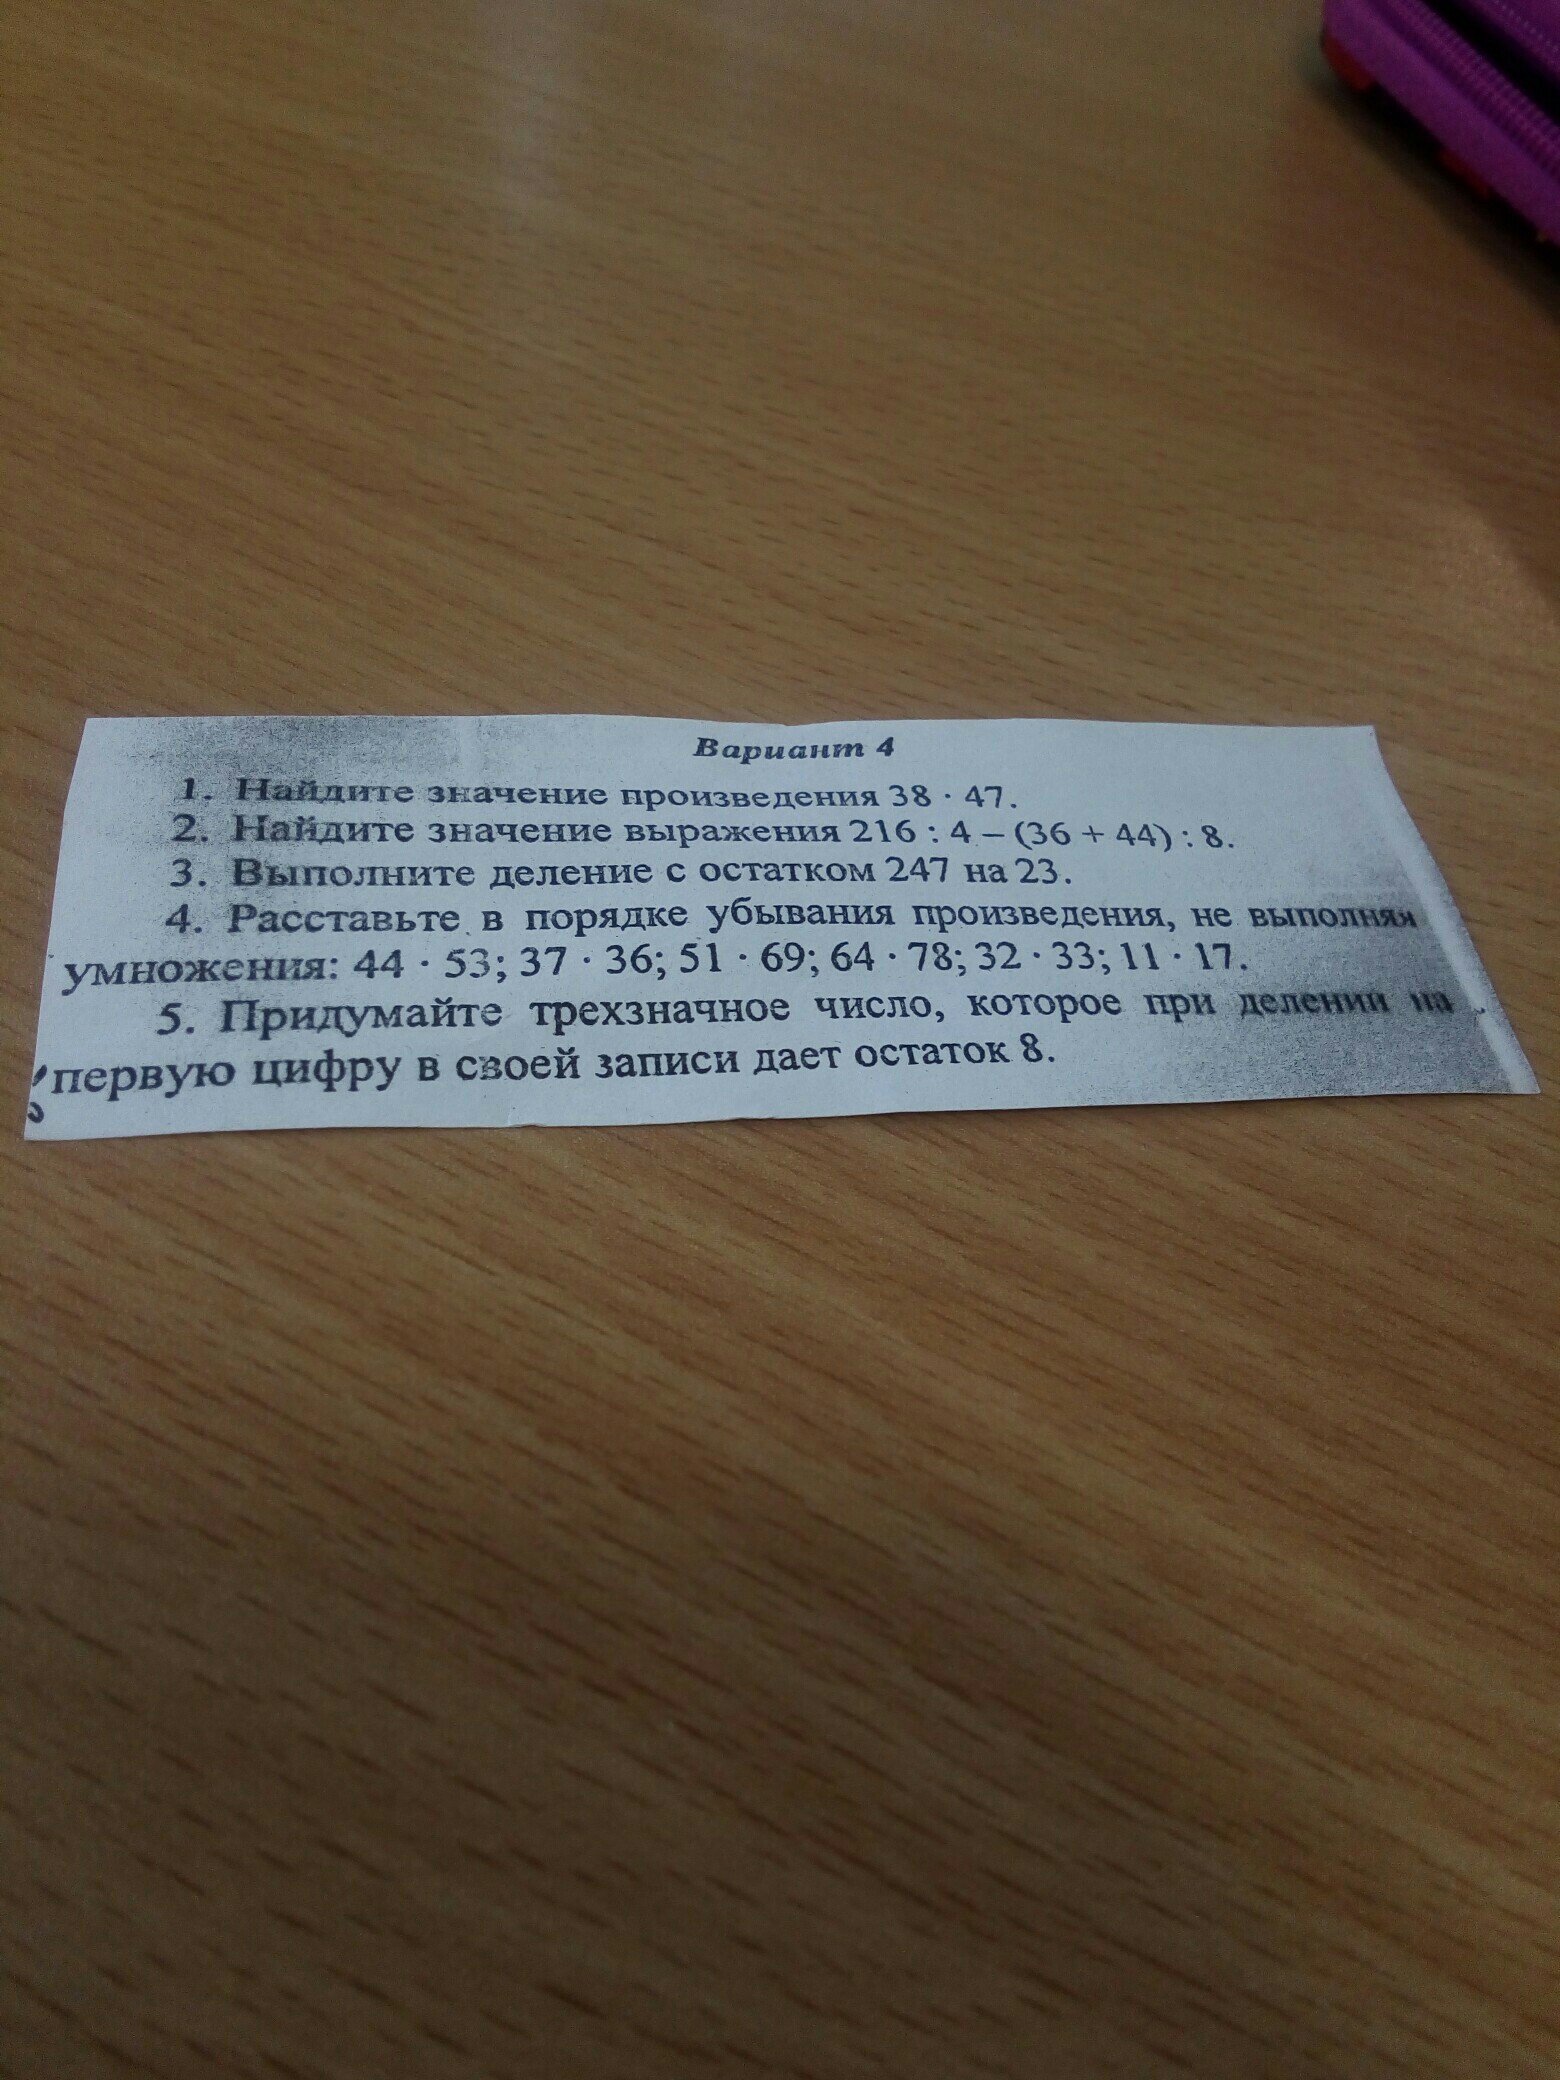 Вариант 4
1. Найдите значение произведения 38 · 47.
2. Найдите значение выражения 216 : 4 – (36 + 44) : 8.
3. Выполните деление с остатком 247 на 23.
4. Расставьте в порядке убывания произведения, не выполняя
умножения: 44 · 53; 37 · 36; 51 · 69; 64 · 78; 32 · 33; 11 · 17.
5. Придумайте трехзначное число, которое при делении на
первую цифру в своей записи дает остаток 8.